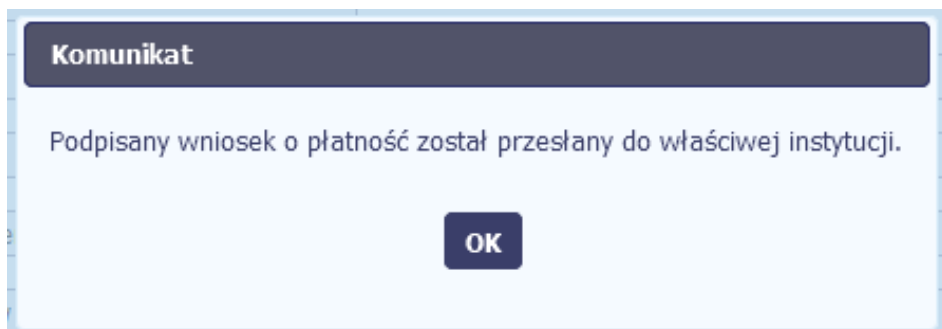 Komunikat
Podpisany wniosek o płatność został przesłany do właściwej instytucji.
OK